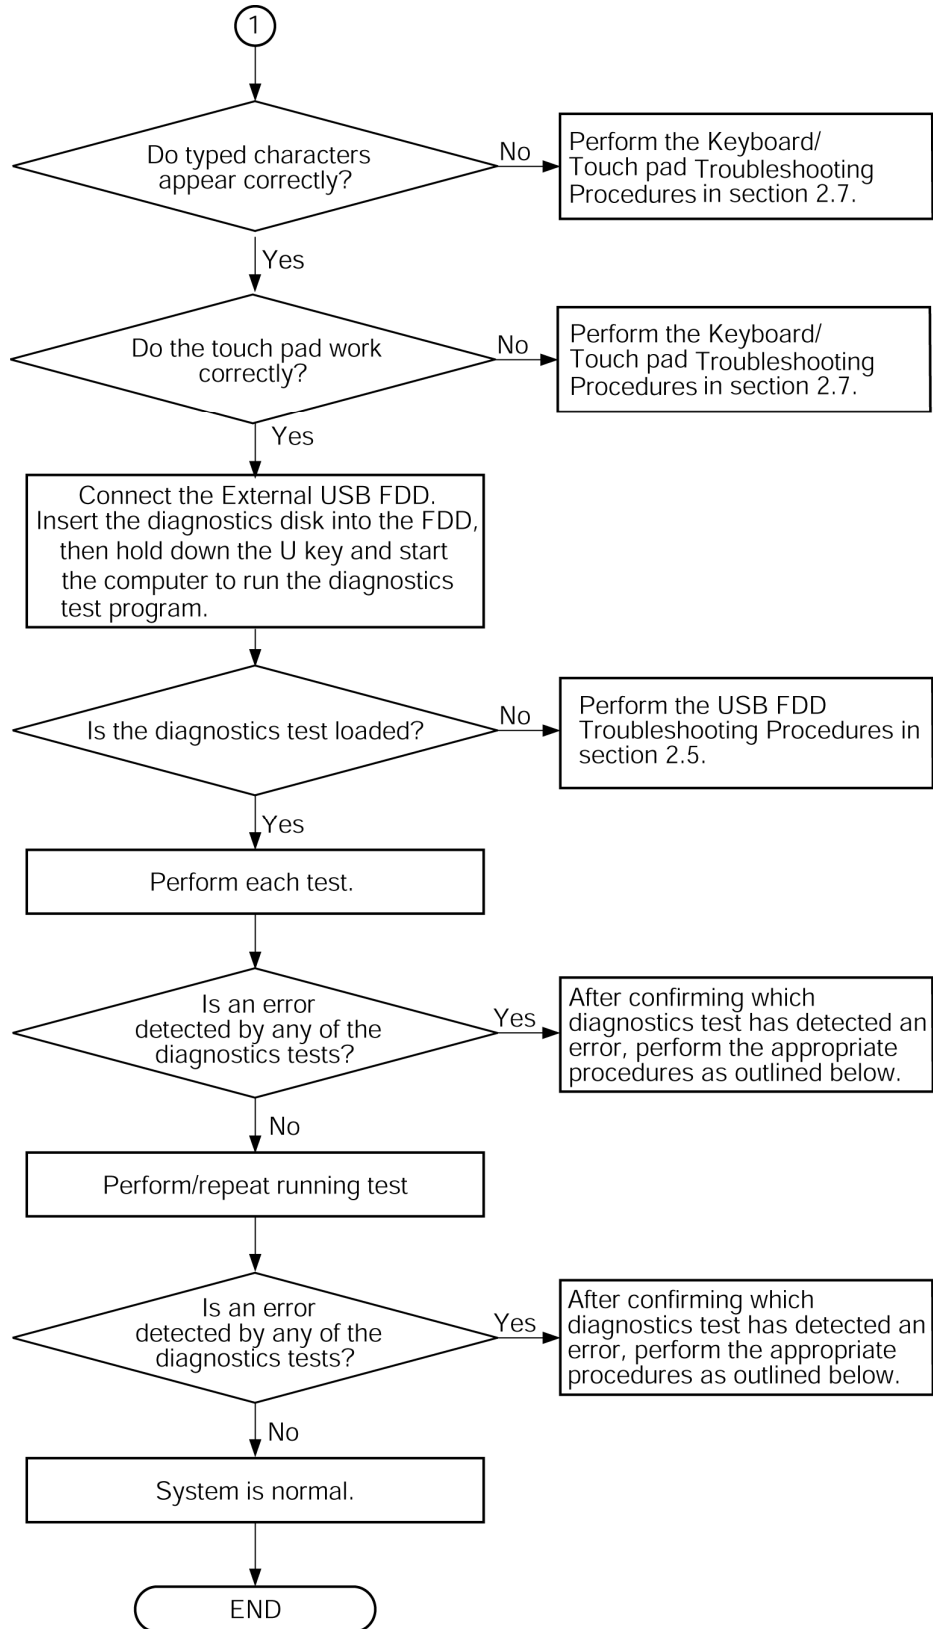 1
Do typed characters
appear correctly?
No
Perform the Keyboard/
Touch pad Troubleshooting
Procedures in section 2.7.
Yes
Do the touch pad work
correctly?
No
Perform the Keyboard/
Touch pad Troubleshooting
Procedures in section 2.7.
Yes
Connect the External USB FDD.
Insert the diagnostics disk into the FDD,
then hold down the U key and start
the computer to run the diagnostics
test program.
Is the diagnostics test loaded?
No
Perform the USB FDD
Troubleshooting Procedures in
section 2.5.
Yes
Perform each test.
Is an error
detected by any of the
diagnostics tests?
Yes
After confirming which
diagnostics test has detected an
error, perform the appropriate
procedures as outlined below.
No
Perform/repeat running test
Is an error
detected by any of the
diagnostics tests?
Yes
After confirming which
diagnostics test has detected an
error, perform the appropriate
procedures as outlined below.
No
System is normal.
END